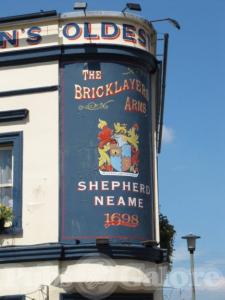 N'S OLDES
THE
BRICKLAYERS
ARMS
SHEPHERD
NEAME
1698